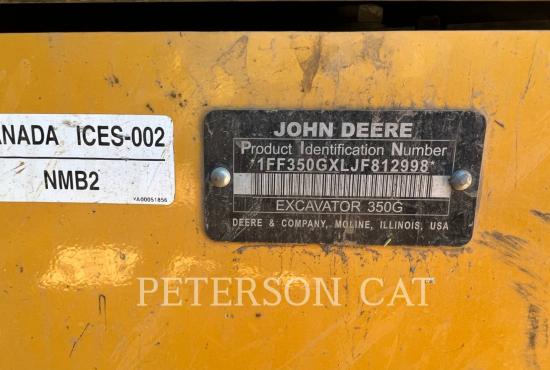 ANADA ICES-002
NMB2
YA00051856
JOHN DEERE
Product Identification Number
*1FF350GXLJF812998*
EXCAVATOR 350G
DEERE & COMPANY, MOLINE, ILLINOIS, USA
PETERSON CAT